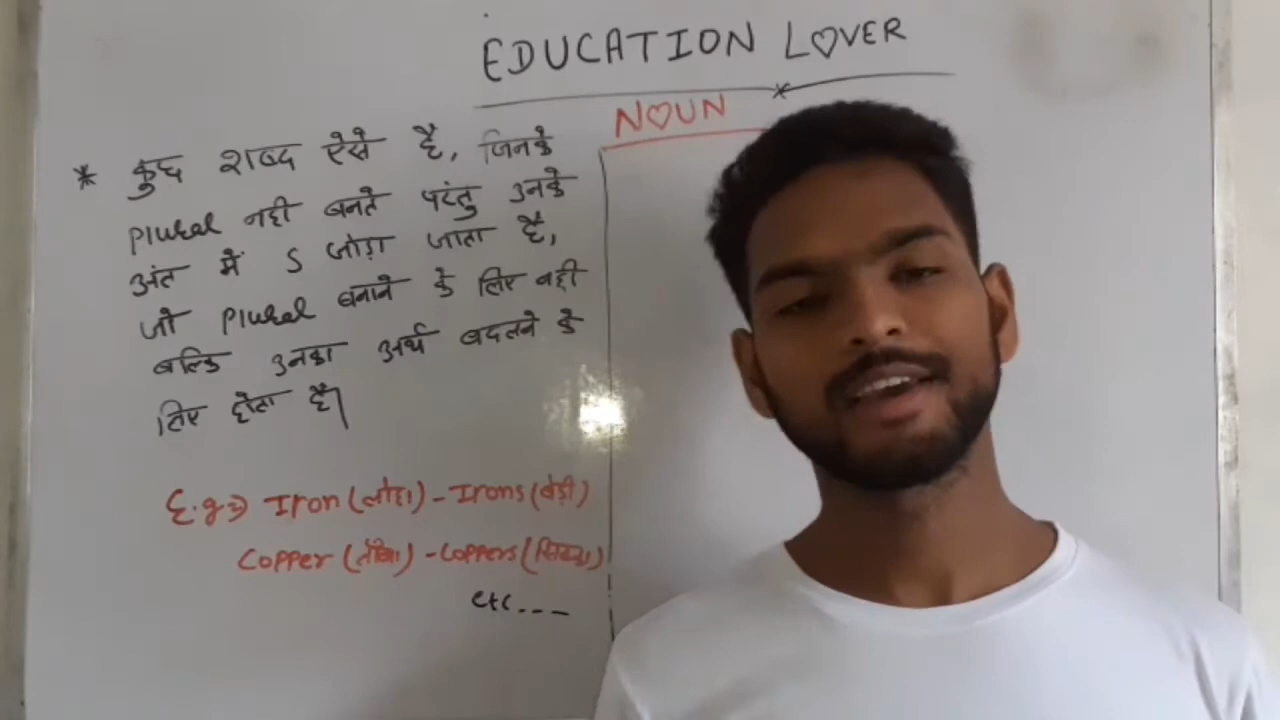 EDUCATION LOVER
NOUN
* कुछ शब्द ऐसे है, जिनके
Plural नही बनते परंतु उनके
अंत में S जोड़ा जाता है,
जो Plural बनाने के लिए नही
बल्कि उनका अर्थ बदलने के
लिए होता है|
E.g⇒ Iron (लोहा) - Irons (बेड़ी)
Copper (ताँबा) - Coppers (सिक्का)
etc...